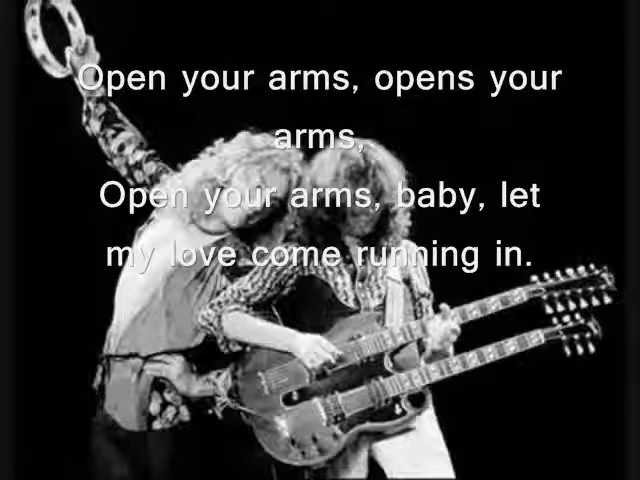 Open your arms, opens your
arms,
Open your arms, baby, let
my love come running in.